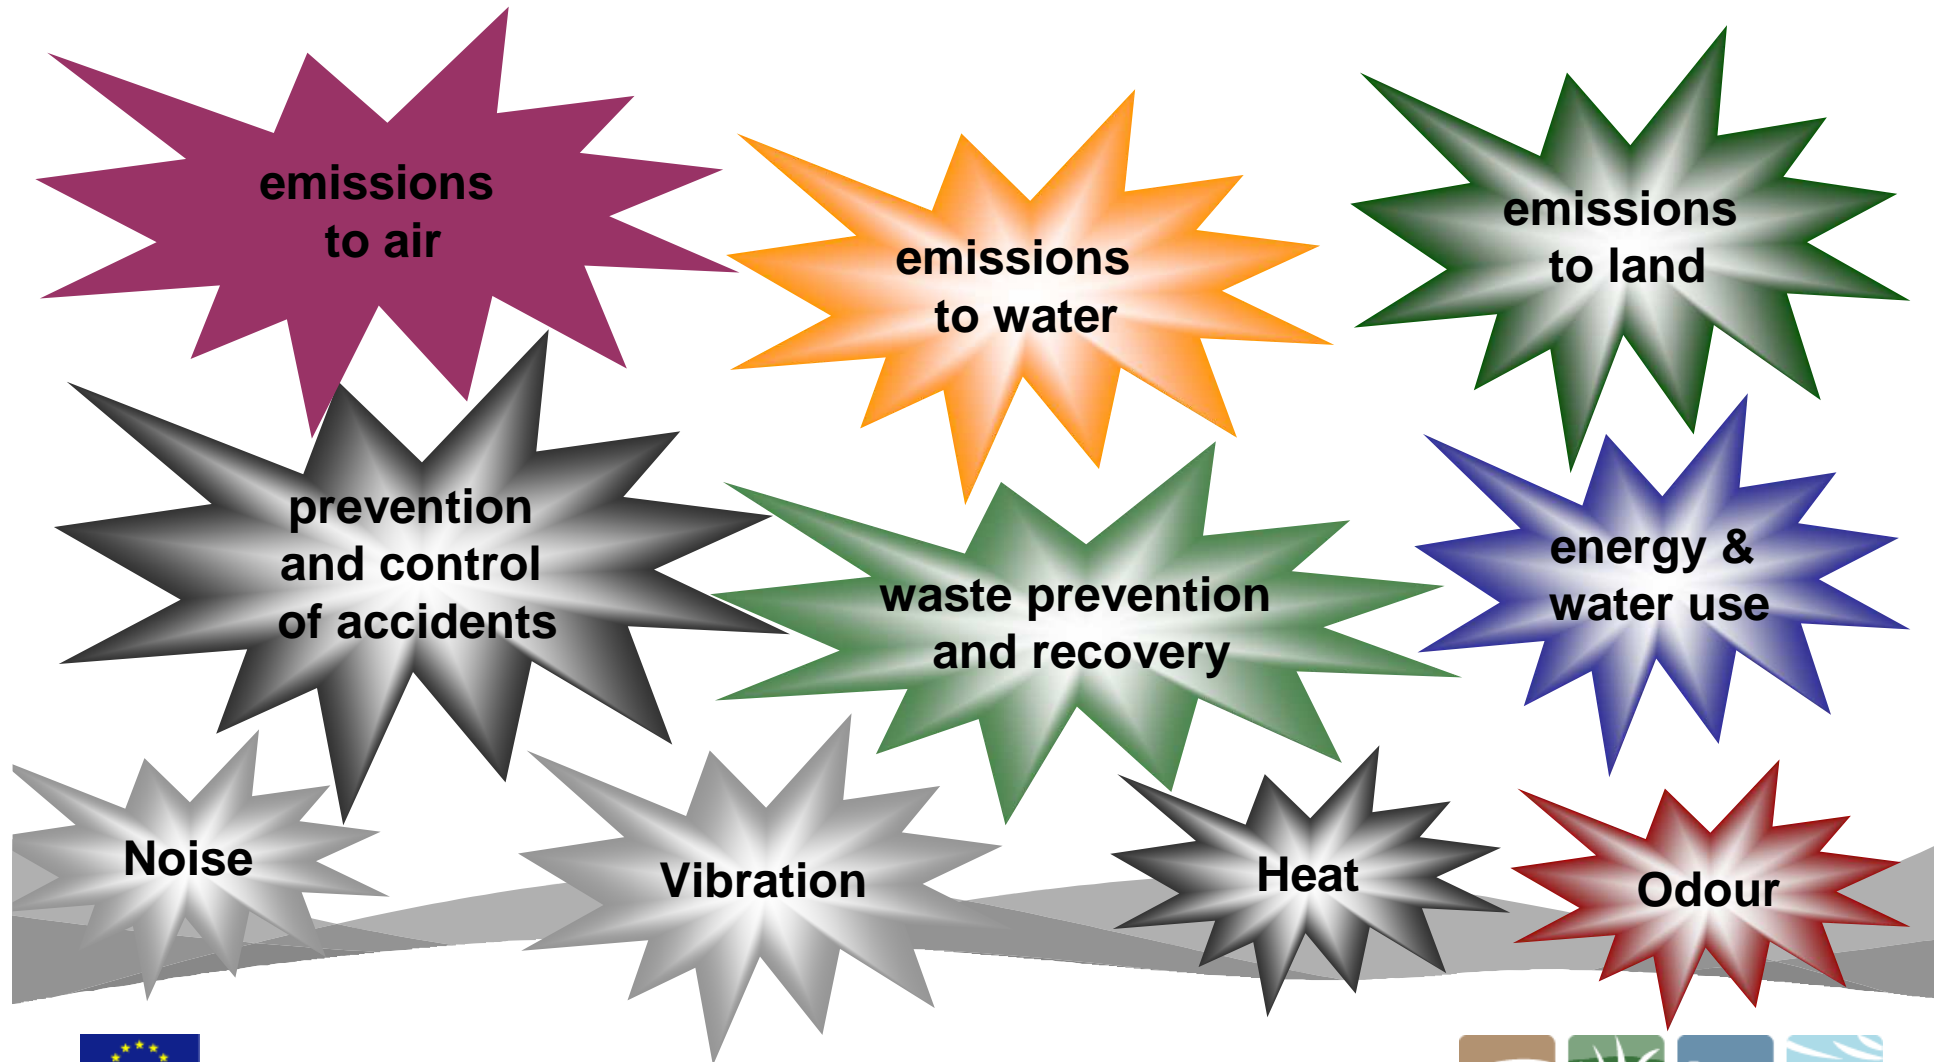 emissions
to air
emissions
to water
emissions
to land
prevention
and control
of accidents
waste prevention
and recovery
energy &
water use
Noise
Vibration
Heat
Odour